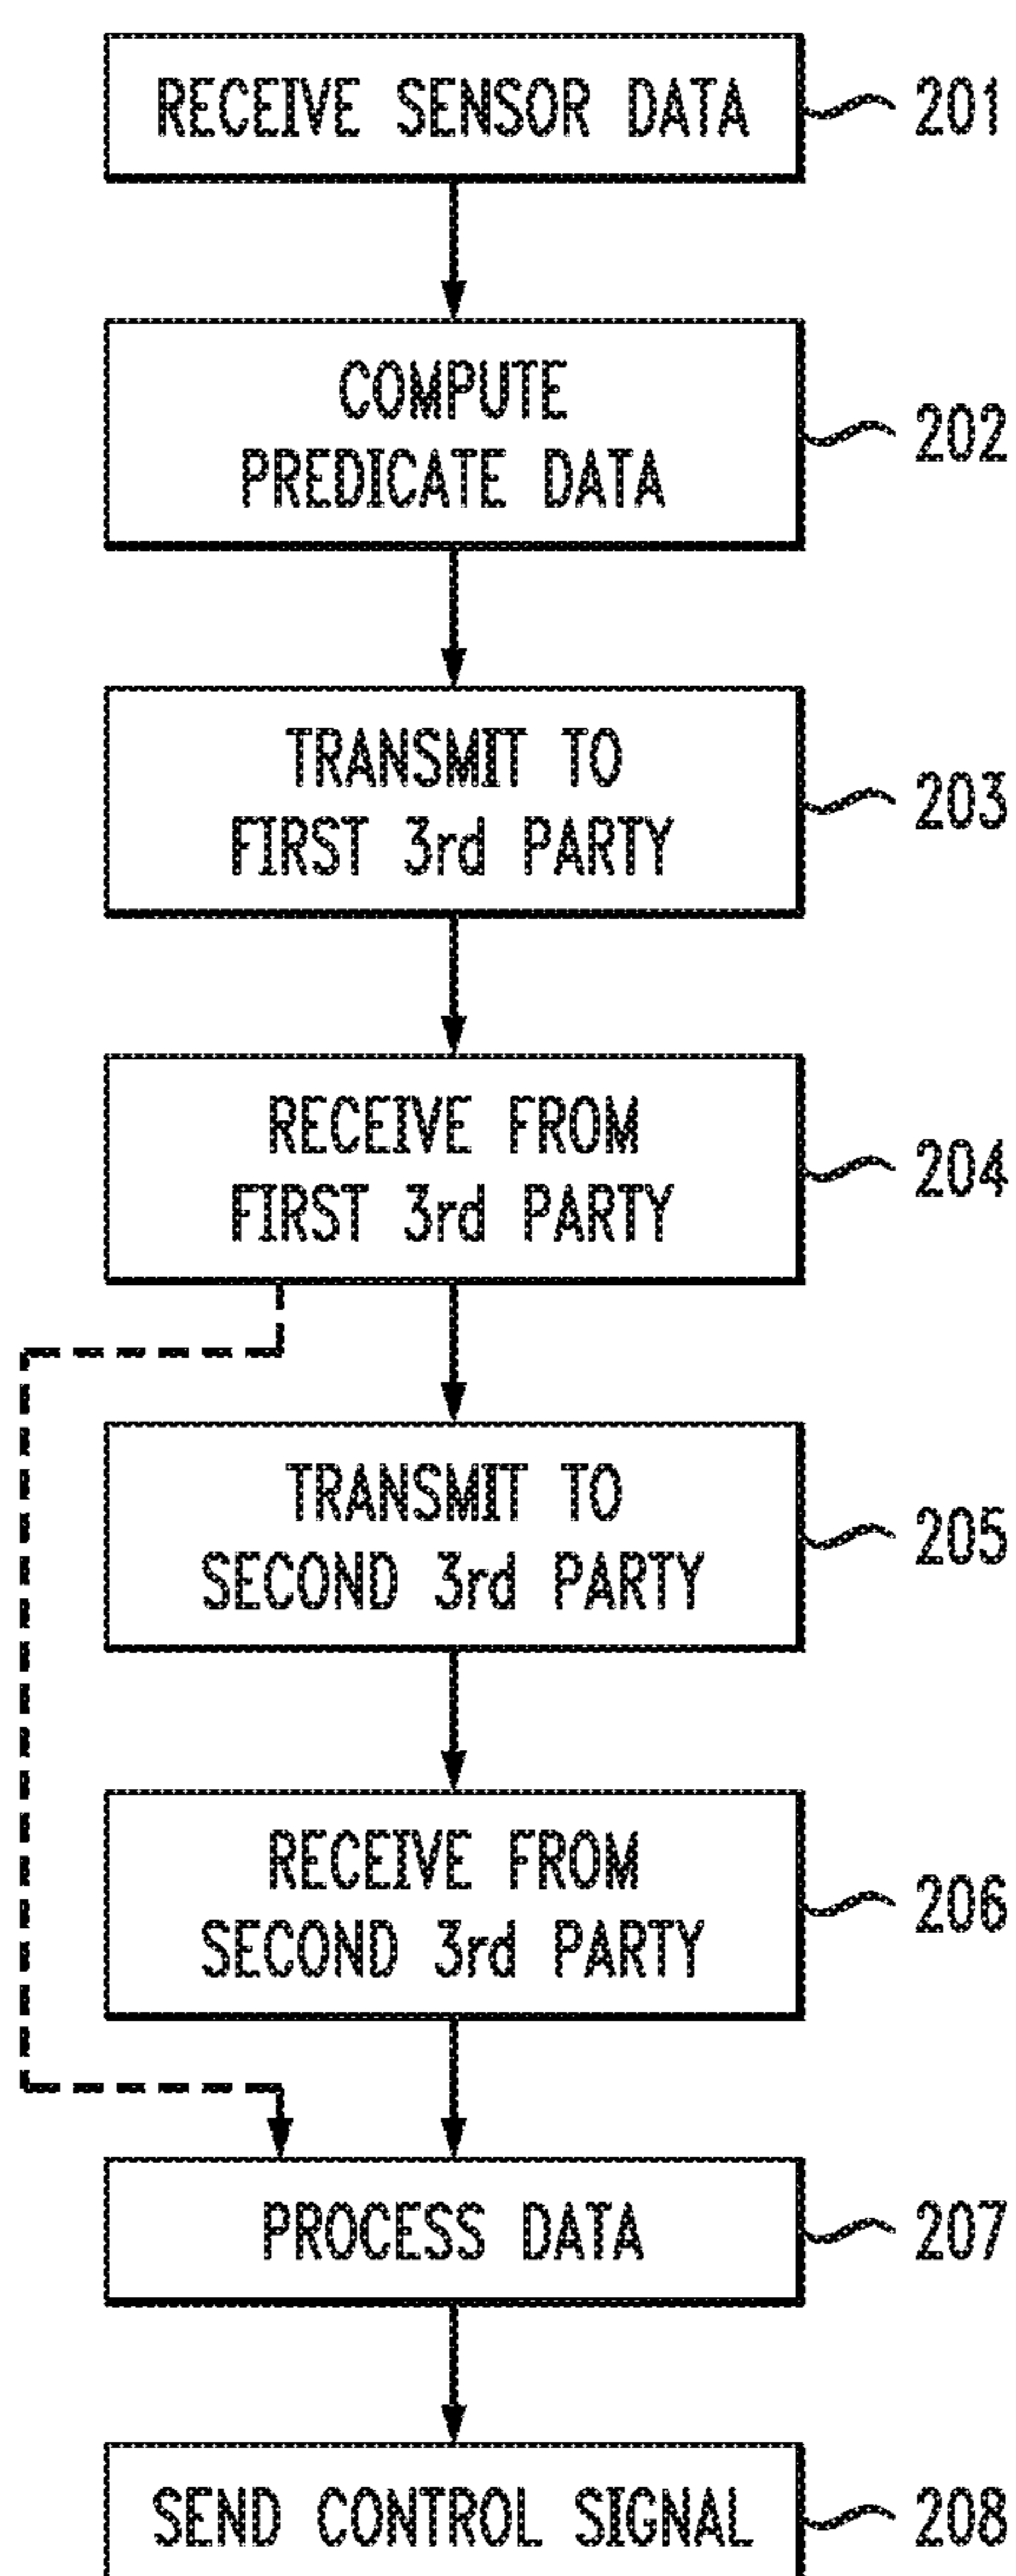 RECEIVE SENSOR DATA
201
COMPUTE
PREDICATE DATA
202
TRANSMIT TO
FIRST 3rd PARTY
203
RECEIVE FROM
FIRST 3rd PARTY
204
TRANSMIT TO
SECOND 3rd PARTY
205
RECEIVE FROM
SECOND 3rd PARTY
206
PROCESS DATA
207
SEND CONTROL SIGNAL
208